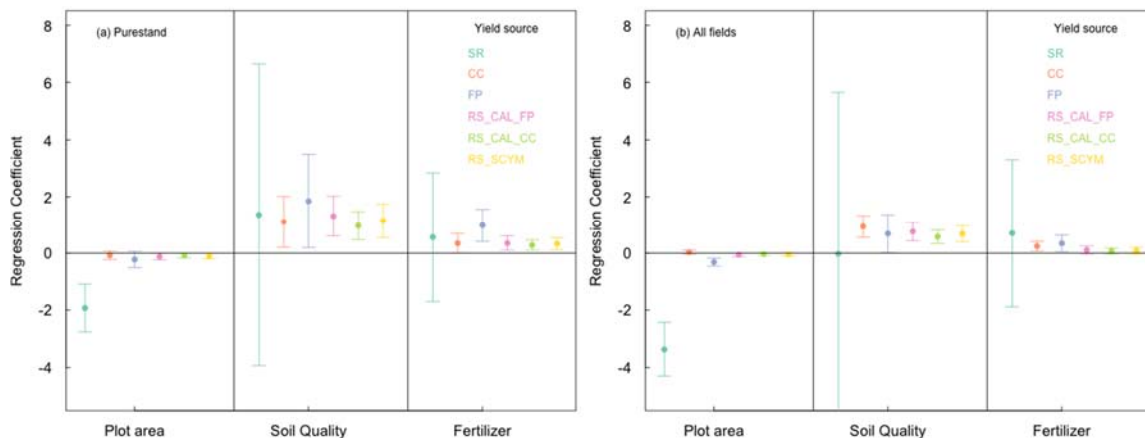 (a) Purestand
Yield source
SR
CC
FP
RS_CAL_FP
RS_CAL_CC
RS_SCYM
Regression Coefficient
8
6
4
2
0
-2
-4
Plot area
Soil Quality
Fertilizer
(b) All fields
Yield source
SR
CC
FP
RS_CAL_FP
RS_CAL_CC
RS_SCYM
Regression Coefficient
8
6
4
2
0
-2
-4
Plot area
Soil Quality
Fertilizer